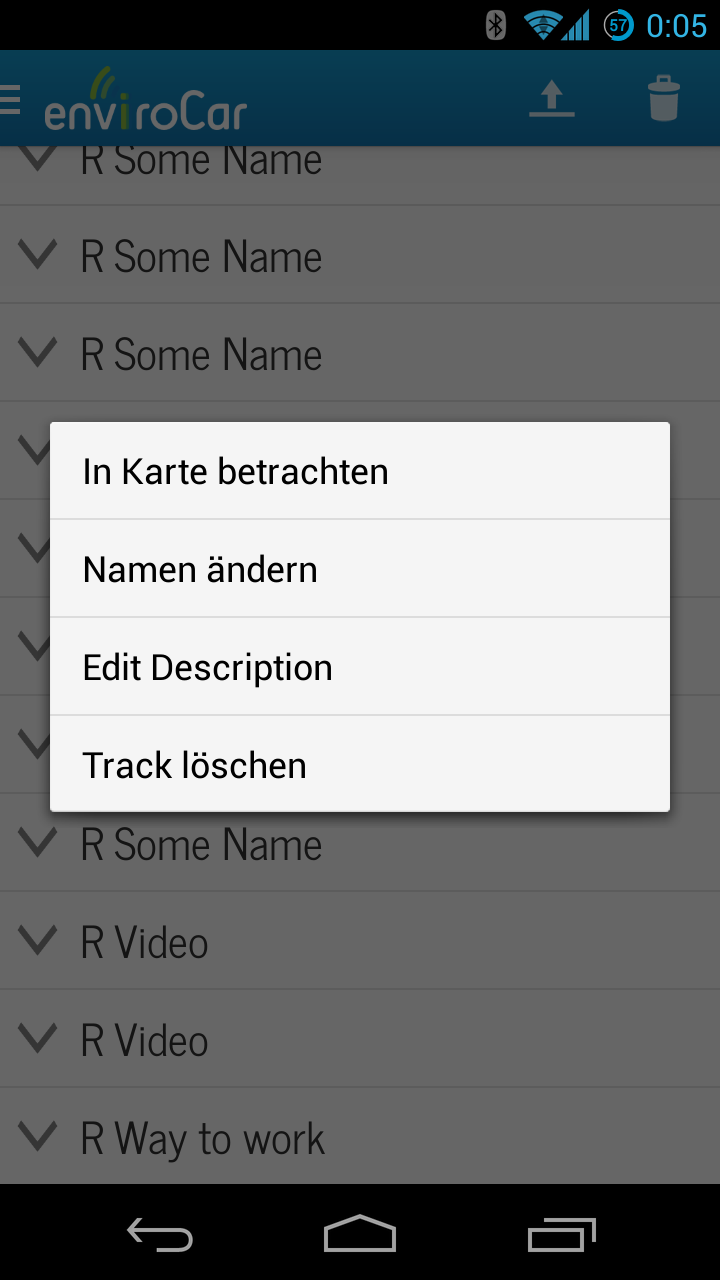 57 0:05
enviroCar
R Some Name
R Some Name
R Some Name
In Karte betrachten
Namen ändern
Edit Description
Track löschen
R Some Name
R Video
R Video
R Way to work